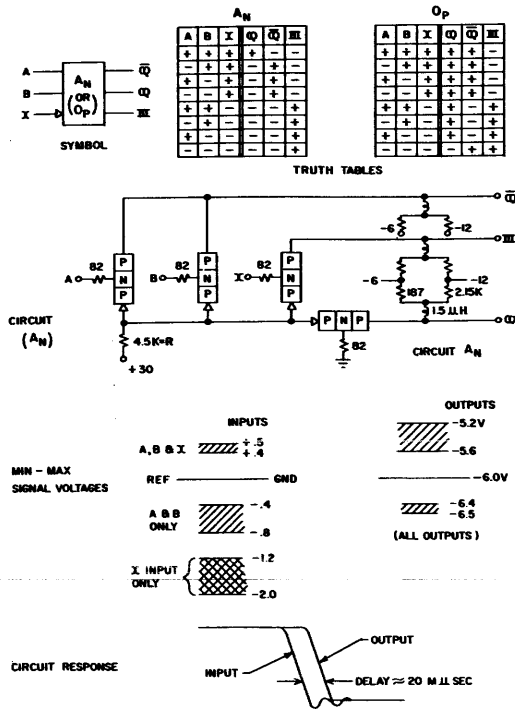 A_N
O_P
A B X Φ Φ̅ III
+ + + + − −
− + + − + −
+ − + − + −
− − + − + −
+ + − − − +
− + − − − +
+ − − − − +
− − − − − +
A B X Φ Φ̅ III
A
B
X
A_N
OR
(O_P)
Φ̅
Φ
III
SYMBOL
TRUTH TABLES
Φ̅
-6
-12
III
A
82
P
N
P
B
82
P
N
P
X
82
P
N
P
-6
187
-12
2.15K
1.5 μH
P N P
Φ
CIRCUIT
(A_N)
4.5K=R
+30
82
CIRCUIT A_N
INPUTS
OUTPUTS
A, B & X
+.5
+.4
-5.2V
-5.6
MIN - MAX
SIGNAL VOLTAGES
REF
GND
-6.0V
A & B
ONLY
-.4
-.8
-6.4
-6.5
(ALL OUTPUTS)
X INPUT
ONLY
-1.2
-2.0
CIRCUIT RESPONSE
INPUT
OUTPUT
DELAY ≈ 20 M μ SEC